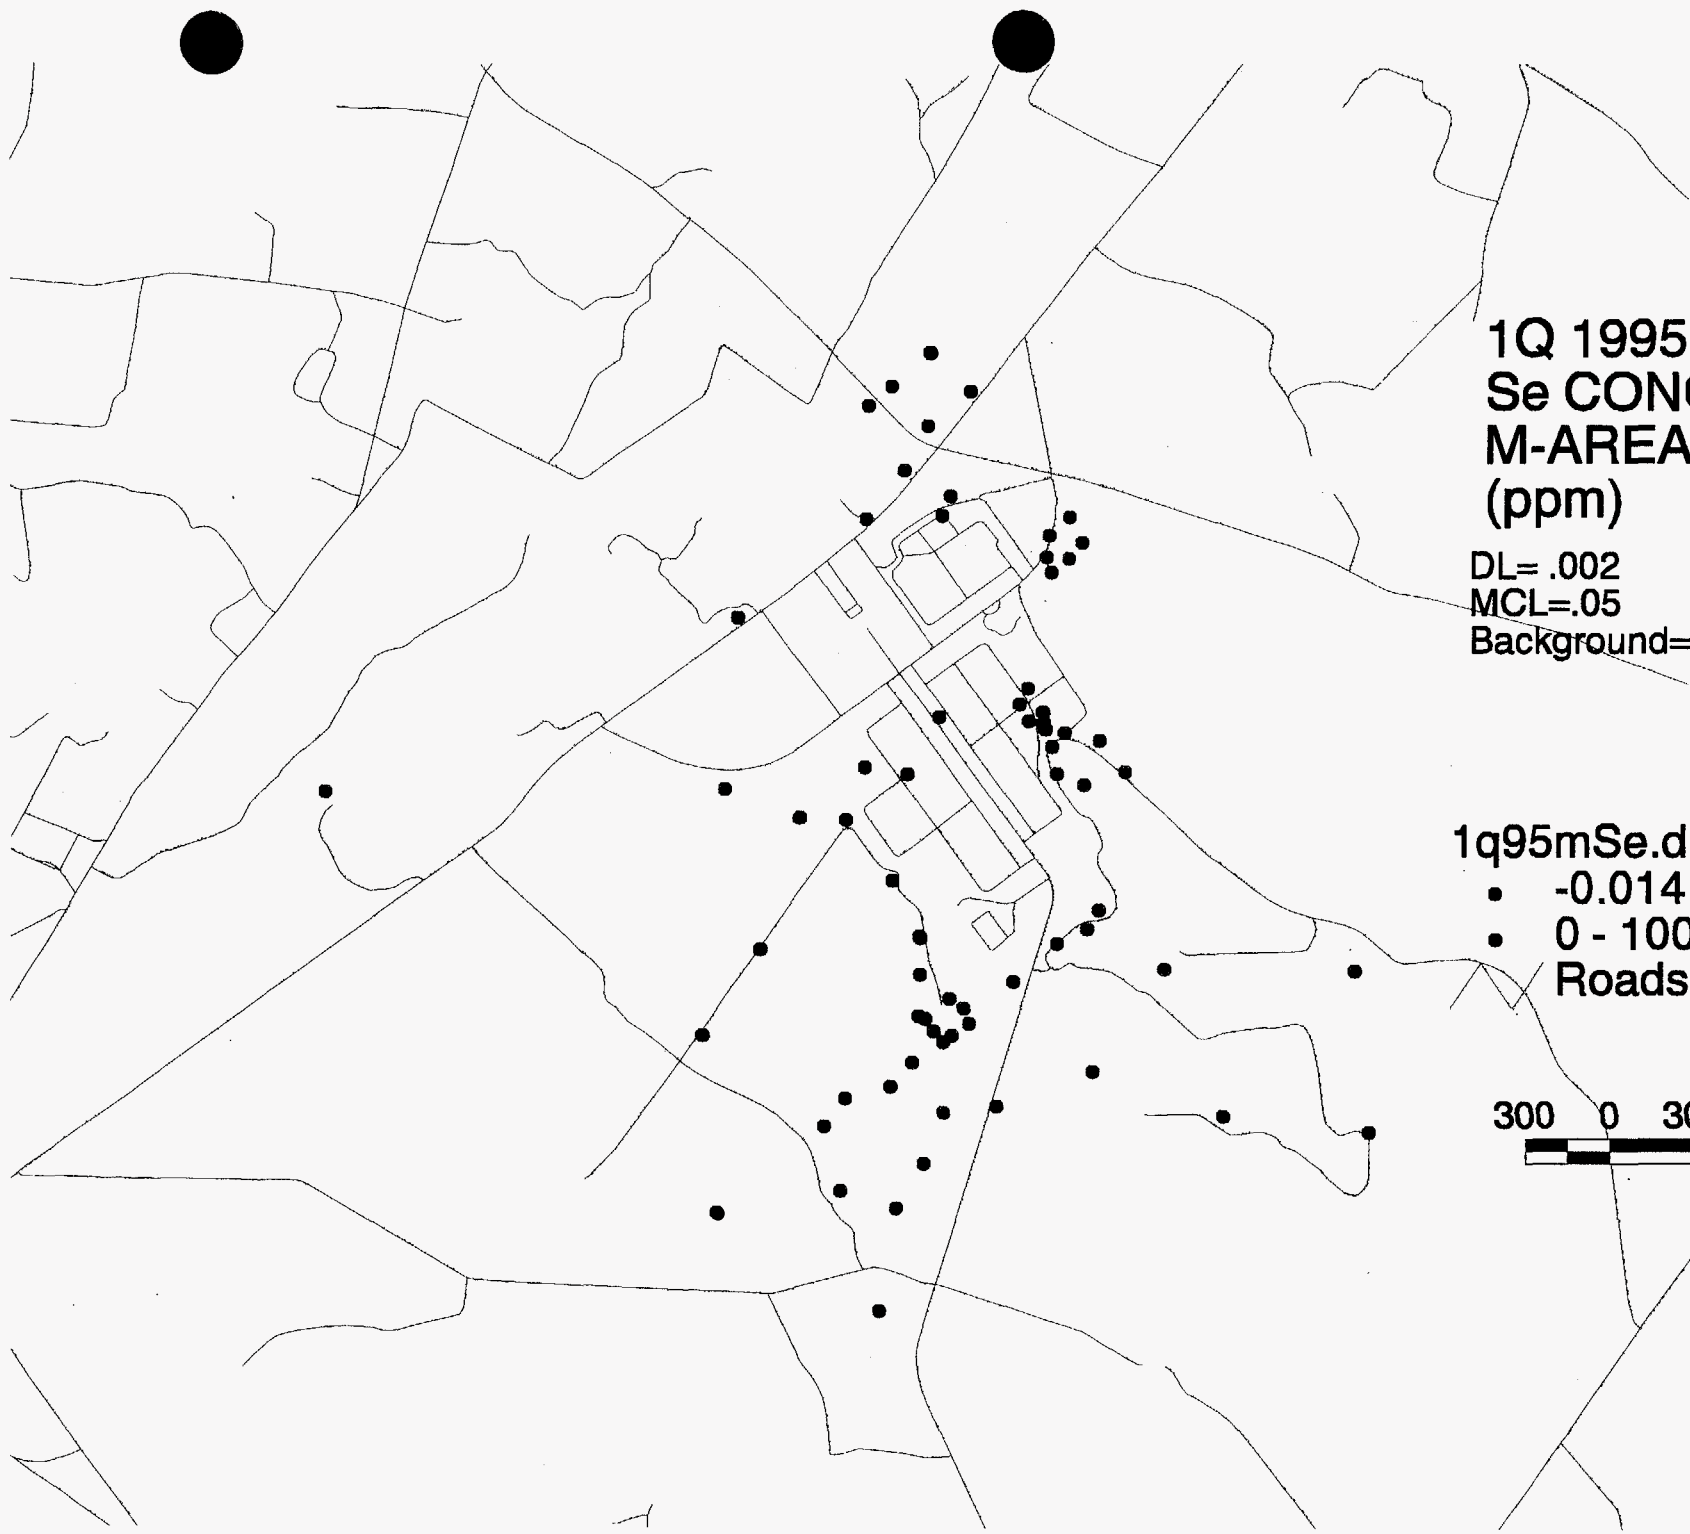 1Q 1995
Se CON
M-AREA
(ppm)
DL= .002
MCL=.05
Background=
1q95mSe.d
-0.014
0 - 100
Roads
300 0 30